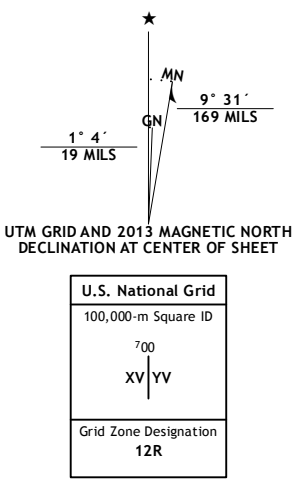 ★
MN
9° 31´
169 MILS
GN
1° 4´
19 MILS
UTM GRID AND 2013 MAGNETIC NORTH
DECLINATION AT CENTER OF SHEET
U.S. National Grid
100,000-m Square ID
⁷00
XV YV
Grid Zone Designation
12R